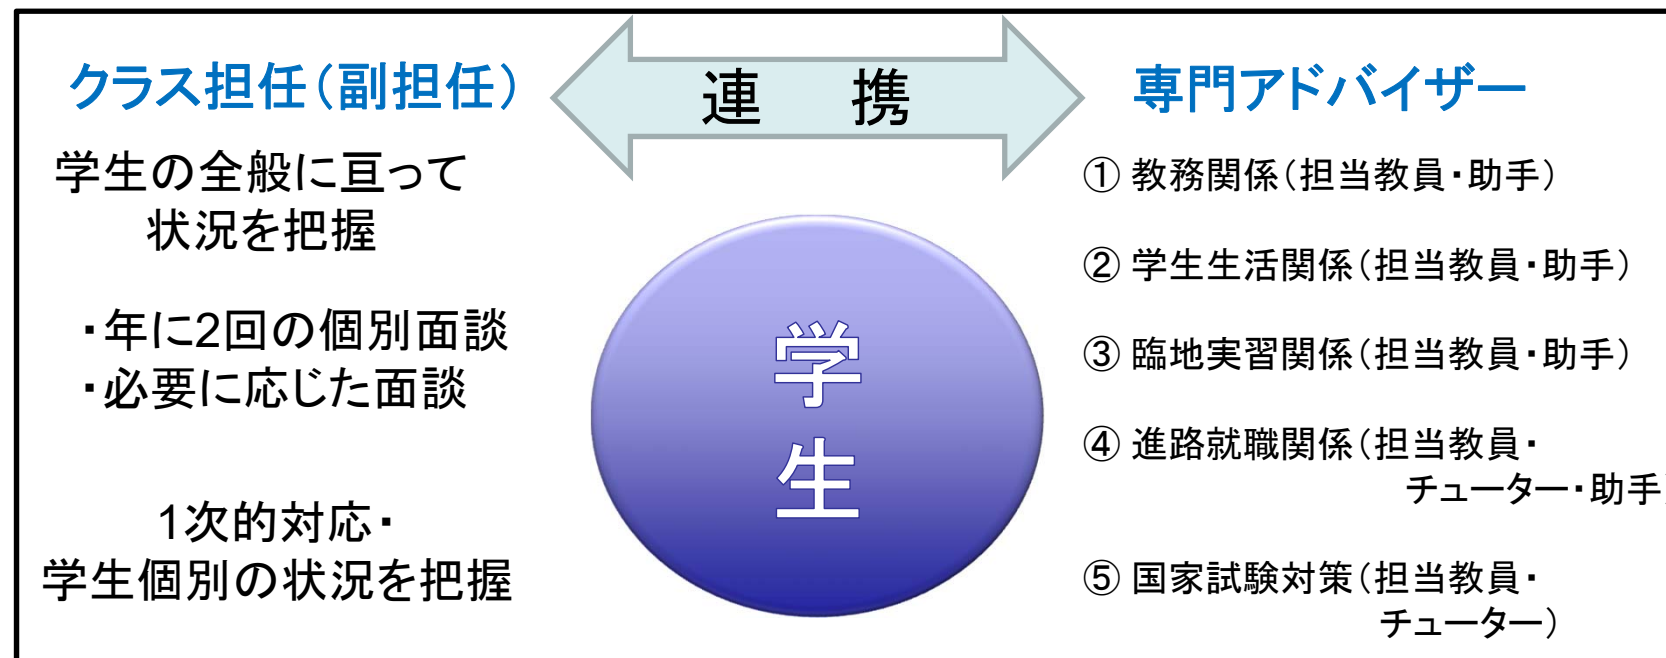 クラス担任（副担任）
学生の全般に亘って
状況を把握
・年に2回の個別面談
・必要に応じた面談
1次的対応・
学生個別の状況を把握
連　携
学
生
専門アドバイザー
① 教務関係（担当教員・助手）
② 学生生活関係（担当教員・助手）
③ 臨地実習関係（担当教員・助手）
④ 進路就職関係（担当教員・
チューター・助手）
⑤ 国家試験対策（担当教員・
チューター）